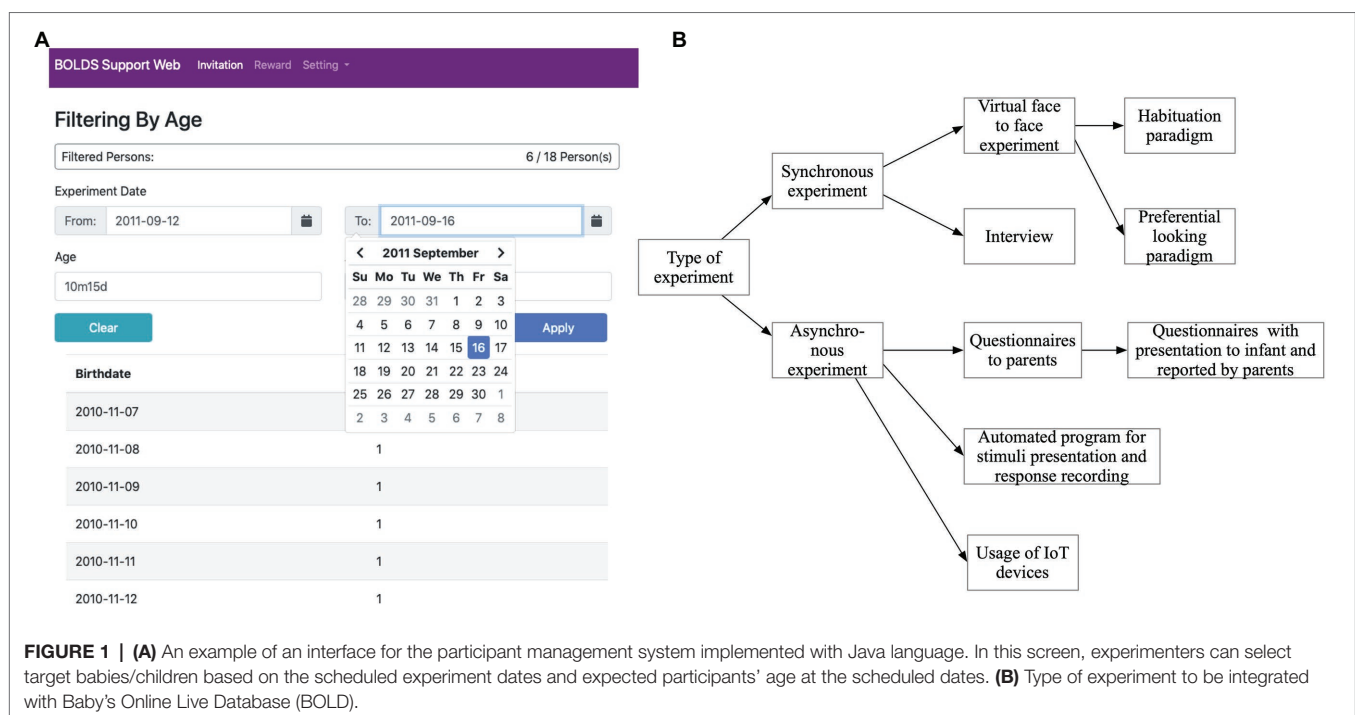 A
BOLDS Support Web Invitation Reward Setting
Filtering By Age
Filtered Persons: 6 / 18 Person(s)
Experiment Date
From: 2011-09-12
To: 2011-09-16
Age
10m15d
2011 September
Su Mo Tu We Th Fr Sa
28 29 30 31 1 2 3
4 5 6 7 8 9 10
11 12 13 14 15 16 17
18 19 20 21 22 23 24
25 26 27 28 29 30 1
2 3 4 5 6 7 8
Clear
Apply
Birthdate
2010-11-07
2010-11-08 1
2010-11-09 1
2010-11-10 1
2010-11-11 1
2010-11-12 1
B
Type of
experiment
Synchronous
experiment
Virtual face
to face
experiment
Habituation
paradigm
Preferential
looking
paradigm
Interview
Asynchro-
nous
experiment
Questionnaires
to parents
Questionnaires with
presentation to infant and
reported by parents
Automated program for
stimuli presentation and
response recording
Usage of IoT
devices
FIGURE 1 | (A) An example of an interface for the participant management system implemented with Java language. In this screen, experimenters can select
target babies/children based on the scheduled experiment dates and expected participants’ age at the scheduled dates. (B) Type of experiment to be integrated
with Baby’s Online Live Database (BOLD).